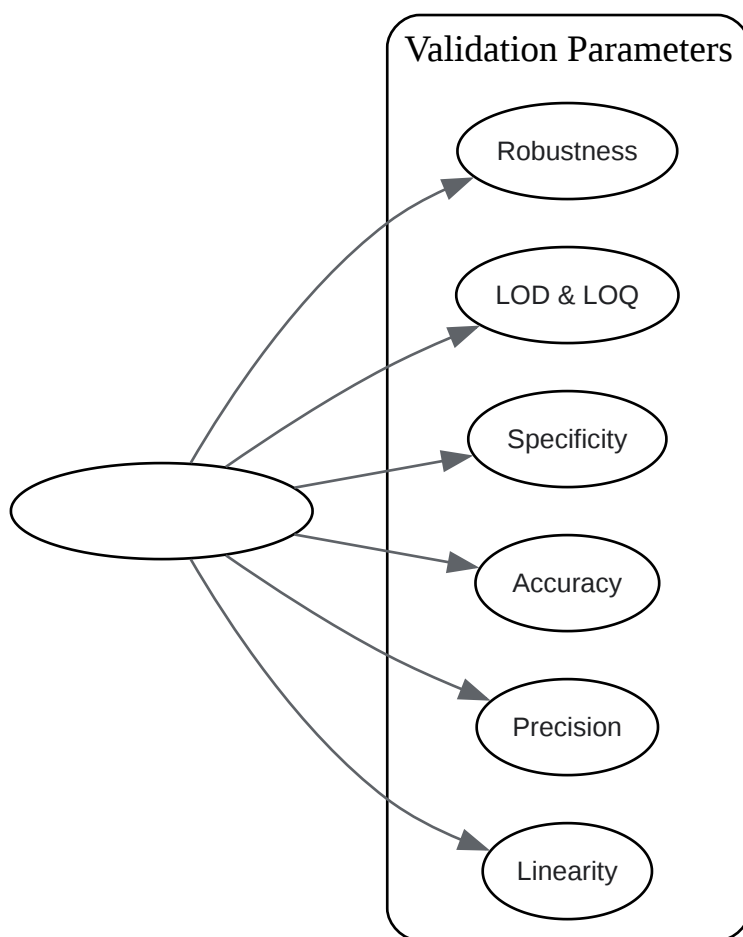 Validation Parameters
Robustness
LOD & LOQ
Specificity
Accuracy
Precision
Linearity